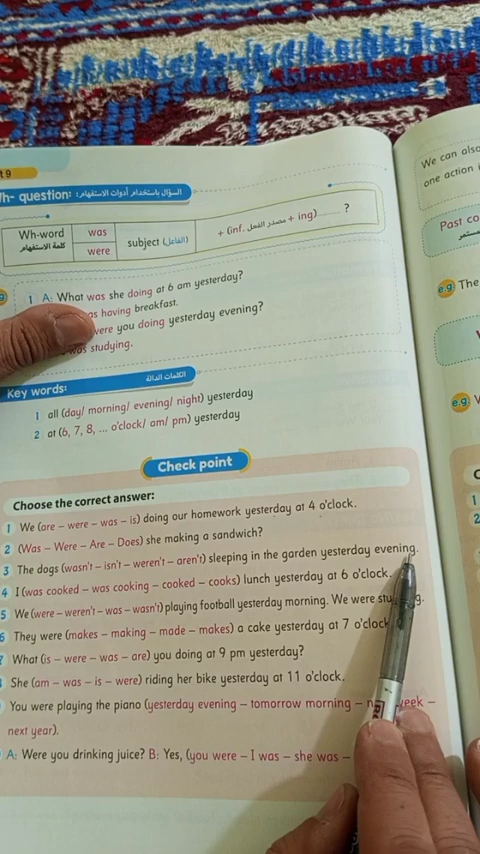 t 9
h- question: السؤال باستخدام أدوات الاستفهام:
Wh-word كلمة الاستفهام
was
were
subject (الفاعل)
+ (inf. مصدر الفعل + ing)......... ?
1 A: What was she doing at 6 am yesterday?
as having breakfast.
were you doing yesterday evening?
was studying.
Key words: الكلمات الدالة
1 all (day/ morning/ evening/ night) yesterday
2 at (6, 7, 8, ... o'clock/ am/ pm) yesterday
Check point
Choose the correct answer:
1 We (are – were – was – is) doing our homework yesterday at 4 o'clock.
2 (Was – Were – Are – Does) she making a sandwich?
3 The dogs (wasn't – isn't – weren't – aren't) sleeping in the garden yesterday evening.
4 I (was cooked – was cooking – cooked – cooks) lunch yesterday at 6 o'clock.
5 We (were – weren't – was – wasn't) playing football yesterday morning. We were stu g.
6 They were (makes – making – made – makes) a cake yesterday at 7 o'clock
7 What (is – were – was – are) you doing at 9 pm yesterday?
She (am – was – is – were) riding her bike yesterday at 11 o'clock.
You were playing the piano (yesterday evening – tomorrow morning – n week –
next year).
A: Were you drinking juice? B: Yes, (you were – I was – she was –
We can also
one action i
Past co
e.g. The
e.g. V
C
1
2